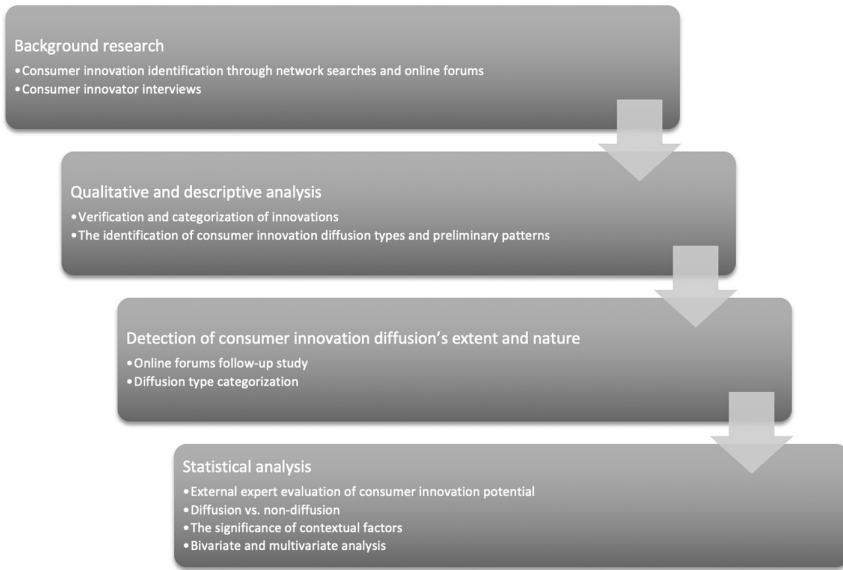 Background research
•Consumer innovation identification through network searches and online forums
•Consumer innovator interviews
Qualitative and descriptive analysis
•Verification and categorization of innovations
•The identification of consumer innovation diffusion types and preliminary patterns
Detection of consumer innovation diffusion's extent and nature
•Online forums follow-up study
•Diffusion type categorization
Statistical analysis
•External expert evaluation of consumer innovation potential
•Diffusion vs. non-diffusion
•The significance of contextual factors
•Bivariate and multivariate analysis